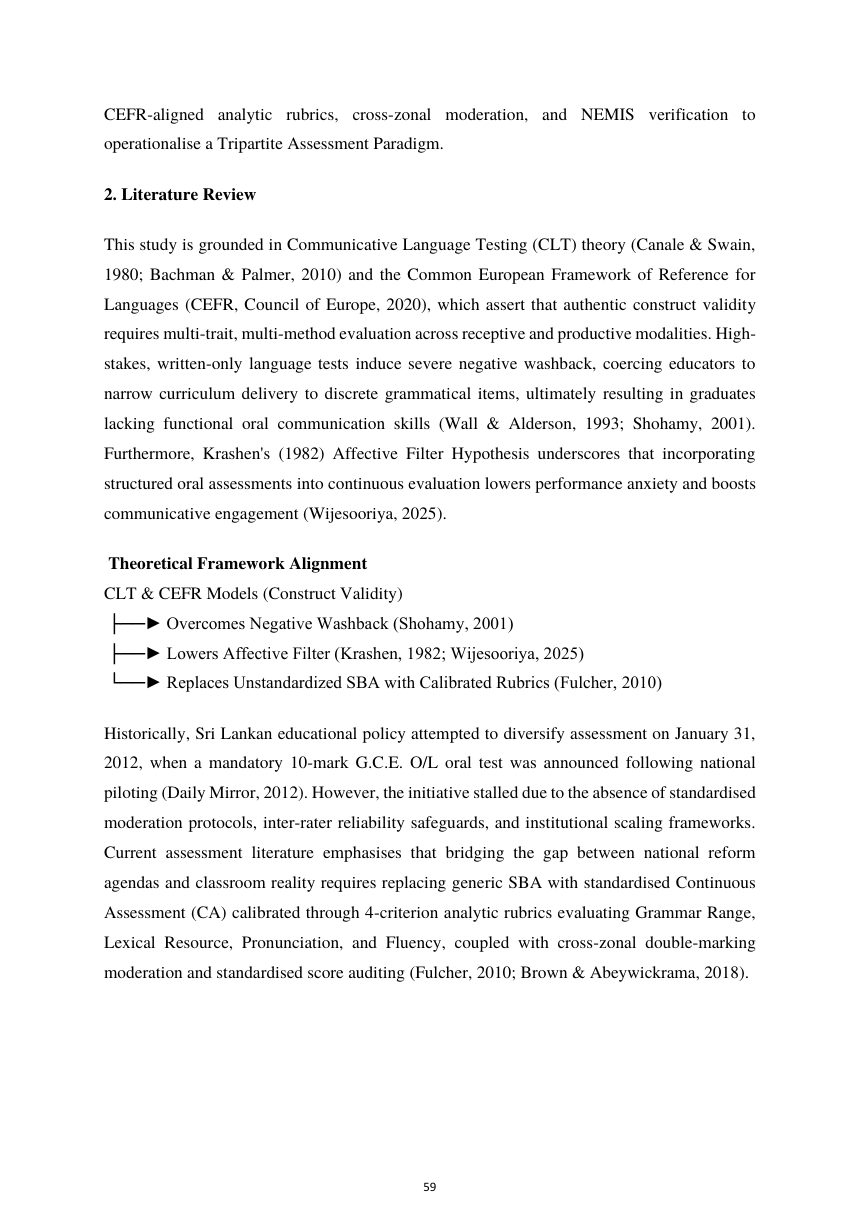 CEFR-aligned analytic rubrics, cross-zonal moderation, and NEMIS verification to
operationalise a Tripartite Assessment Paradigm.
2. Literature Review
This study is grounded in Communicative Language Testing (CLT) theory (Canale & Swain,
1980; Bachman & Palmer, 2010) and the Common European Framework of Reference for
Languages (CEFR, Council of Europe, 2020), which assert that authentic construct validity
requires multi-trait, multi-method evaluation across receptive and productive modalities. High-
stakes, written-only language tests induce severe negative washback, coercing educators to
narrow curriculum delivery to discrete grammatical items, ultimately resulting in graduates
lacking functional oral communication skills (Wall & Alderson, 1993; Shohamy, 2001).
Furthermore, Krashen's (1982) Affective Filter Hypothesis underscores that incorporating
structured oral assessments into continuous evaluation lowers performance anxiety and boosts
communicative engagement (Wijesooriya, 2025).
Theoretical Framework Alignment
CLT & CEFR Models (Construct Validity)
├──► Overcomes Negative Washback (Shohamy, 2001)
├──► Lowers Affective Filter (Krashen, 1982; Wijesooriya, 2025)
└──► Replaces Unstandardized SBA with Calibrated Rubrics (Fulcher, 2010)
Historically, Sri Lankan educational policy attempted to diversify assessment on January 31,
2012, when a mandatory 10-mark G.C.E. O/L oral test was announced following national
piloting (Daily Mirror, 2012). However, the initiative stalled due to the absence of standardised
moderation protocols, inter-rater reliability safeguards, and institutional scaling frameworks.
Current assessment literature emphasises that bridging the gap between national reform
agendas and classroom reality requires replacing generic SBA with standardised Continuous
Assessment (CA) calibrated through 4-criterion analytic rubrics evaluating Grammar Range,
Lexical Resource, Pronunciation, and Fluency, coupled with cross-zonal double-marking
moderation and standardised score auditing (Fulcher, 2010; Brown & Abeywickrama, 2018).
59